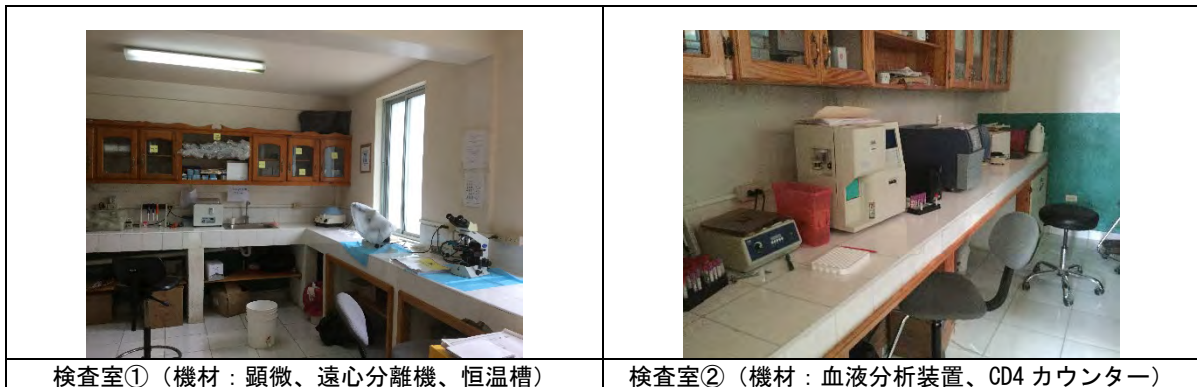 検査室①（機材：顕微、遠心分離機、恒温槽）
検査室②（機材：血液分析装置、CD4 カウンター）